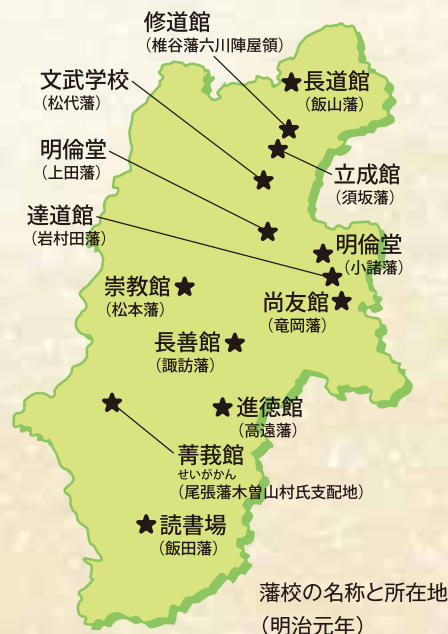 修道館
（椎谷藩六川陣屋領）
長道館
（飯山藩）
文武学校
（松代藩）
明倫堂
（上田藩）
立成館
（須坂藩）
達道館
（岩村田藩）
明倫堂
（小諸藩）
崇教館
（松本藩）
尚友館
（竜岡藩）
長善館
（諏訪藩）
進徳館
（高遠藩）
菁莪館
せいがかん
（尾張藩木曽山村氏支配地）
読書場
（飯田藩）
藩校の名称と所在地
（明治元年）